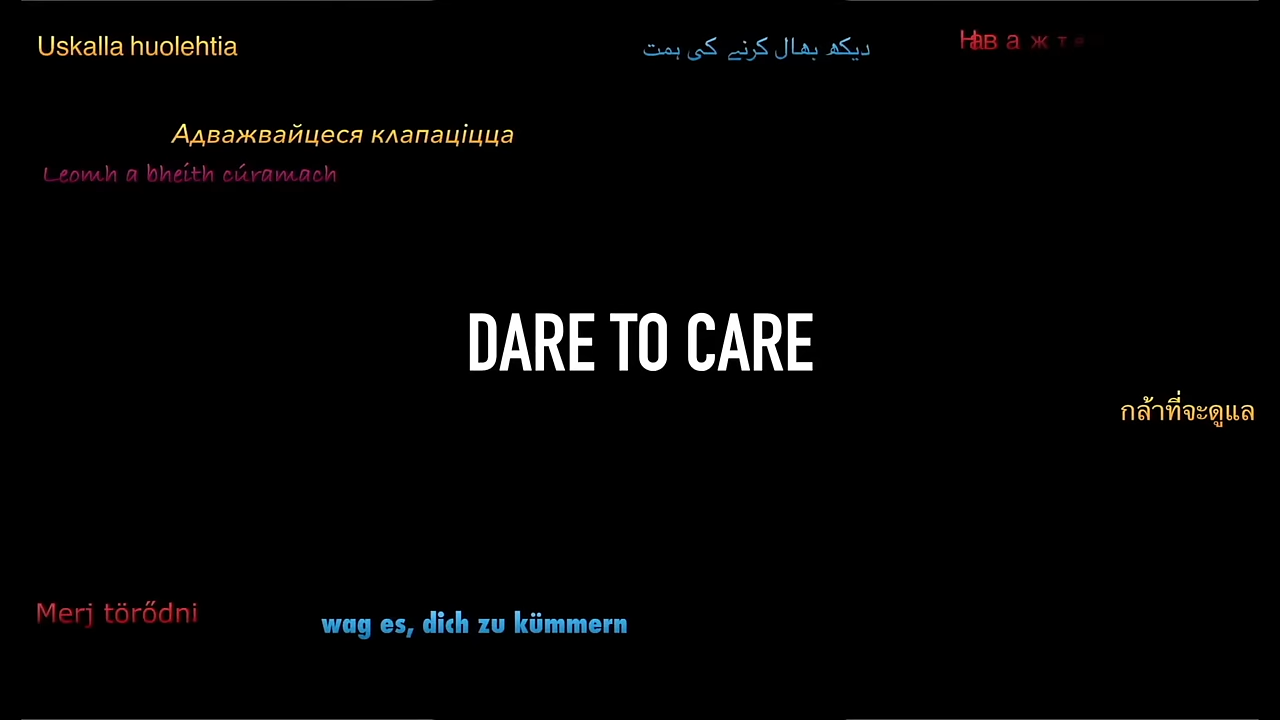 Uskalla huolehtia
دیکھ بھال کرنے کی ہمت
Адважвайцеся клапаціцца
Leomh a bheith cúramach
DARE TO CARE
กล้าที่จะดูแล
Merj törődni
wag es, dich zu kümmern